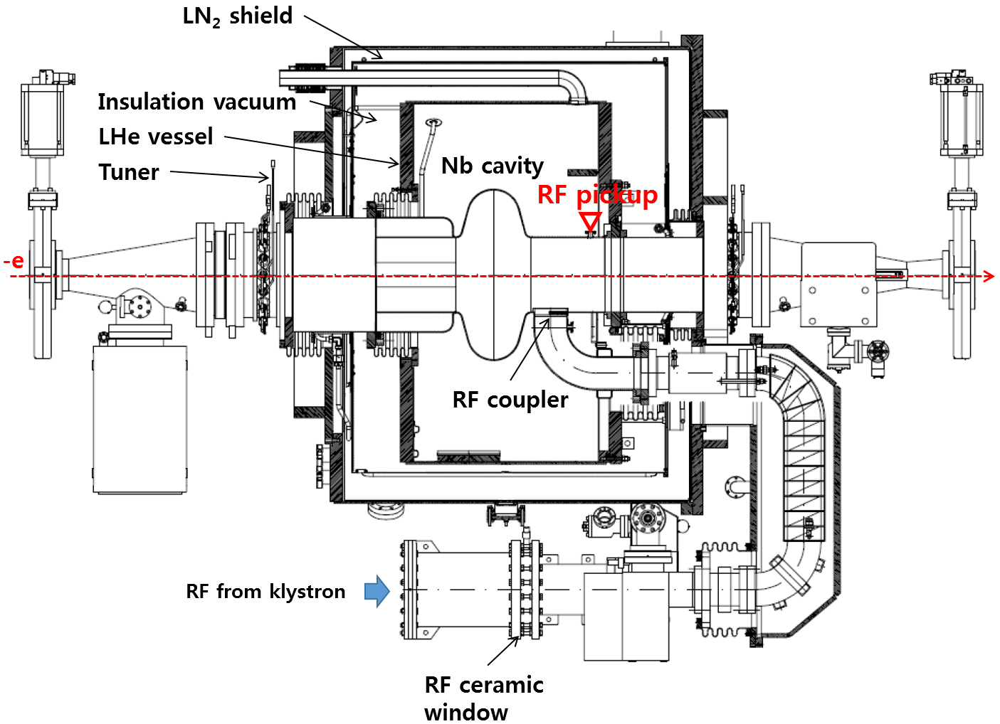 LN2 shield
Insulation vacuum
LHe vessel
Tuner
Nb cavity
RF pickup
-e
RF coupler
RF from klystron
RF ceramic
window